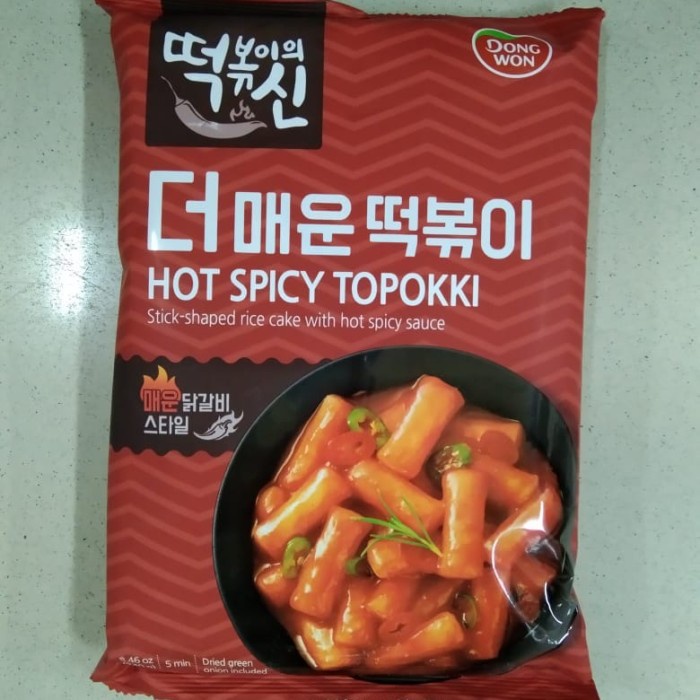 떡볶이의
신
DONG
WON
더 매운 떡볶이
HOT SPICY TOPOKKI
Stick-shaped rice cake with hot spicy sauce
매운 닭갈비
스타일
.46 oz
5 min
Dried green
onion included